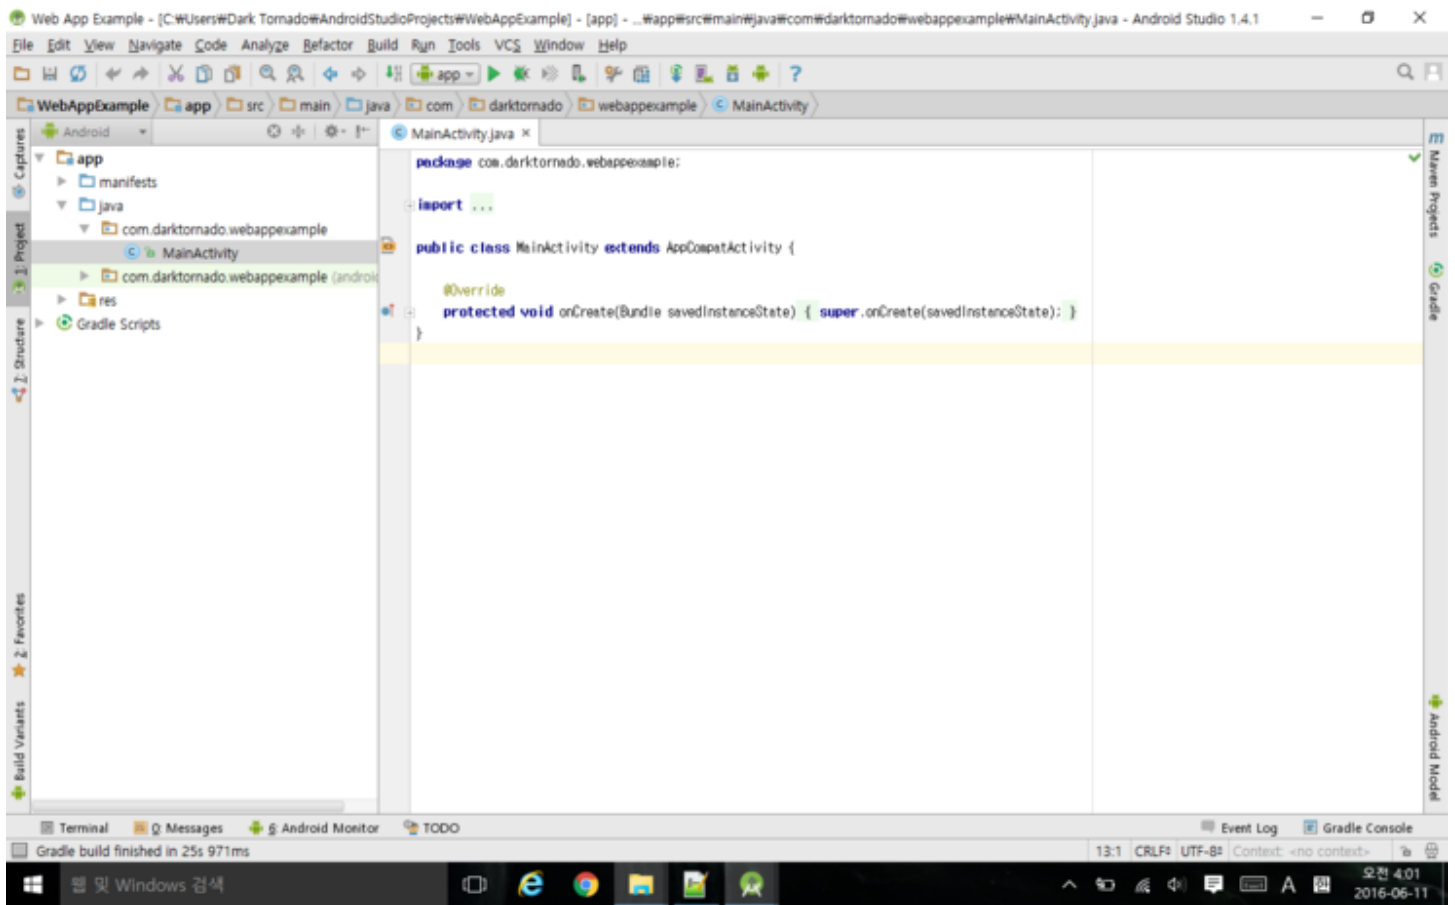 Web App Example - [C:₩Users₩Dark Tornado₩AndroidStudioProjects₩WebAppExample] - [app] - ...₩app₩src₩main₩java₩com₩darktornado₩webappexample₩MainActivity.java - Android Studio 1.4.1
File Edit View Navigate Code Analyze Refactor Build Run Tools VCS Window Help
app
WebAppExample app src main java com darktornado webappexample MainActivity
Android
MainActivity.java
app
manifests
java
com.darktornado.webappexample
MainActivity
com.darktornado.webappexample (android
res
Gradle Scripts
package com.darktornado.webappexample;
import ...
public class MainActivity extends AppCompatActivity {
@Override
protected void onCreate(Bundle savedInstanceState) { super.onCreate(savedInstanceState); }
}
Captures
1: Project
7: Structure
2: Favorites
Build Variants
m Maven Projects
Gradle
Android Model
Terminal 0: Messages 6: Android Monitor TODO Event Log Gradle Console
Gradle build finished in 25s 971ms 13:1 CRLF UTF-8 Context: <no context>
웹 및 Windows 검색
A 한
오전 4:01
2016-06-11